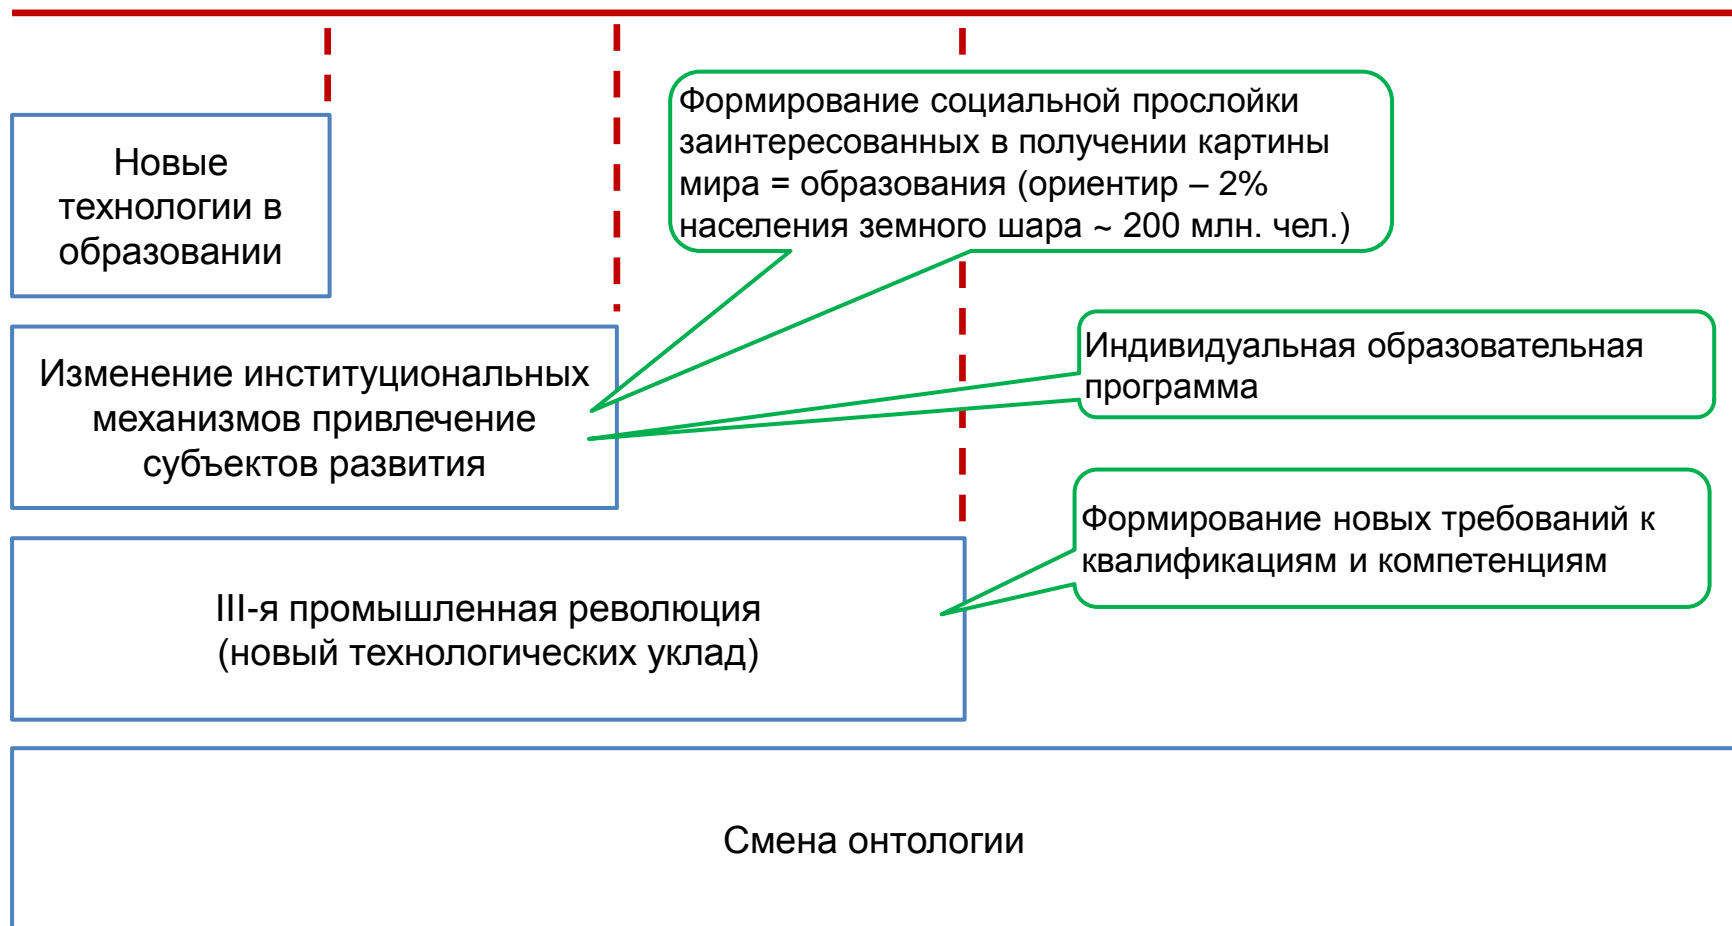 Новые
технологии в
образовании
Формирование социальной прослойки
заинтересованных в получении картины
мира = образования (ориентир – 2%
населения земного шара ~ 200 млн. чел.)
Изменение институциональных
механизмов привлечение
субъектов развития
Индивидуальная образовательная
программа
Формирование новых требований к
квалификациям и компетенциям
III-я промышленная революция
(новый технологических уклад)
Смена онтологии